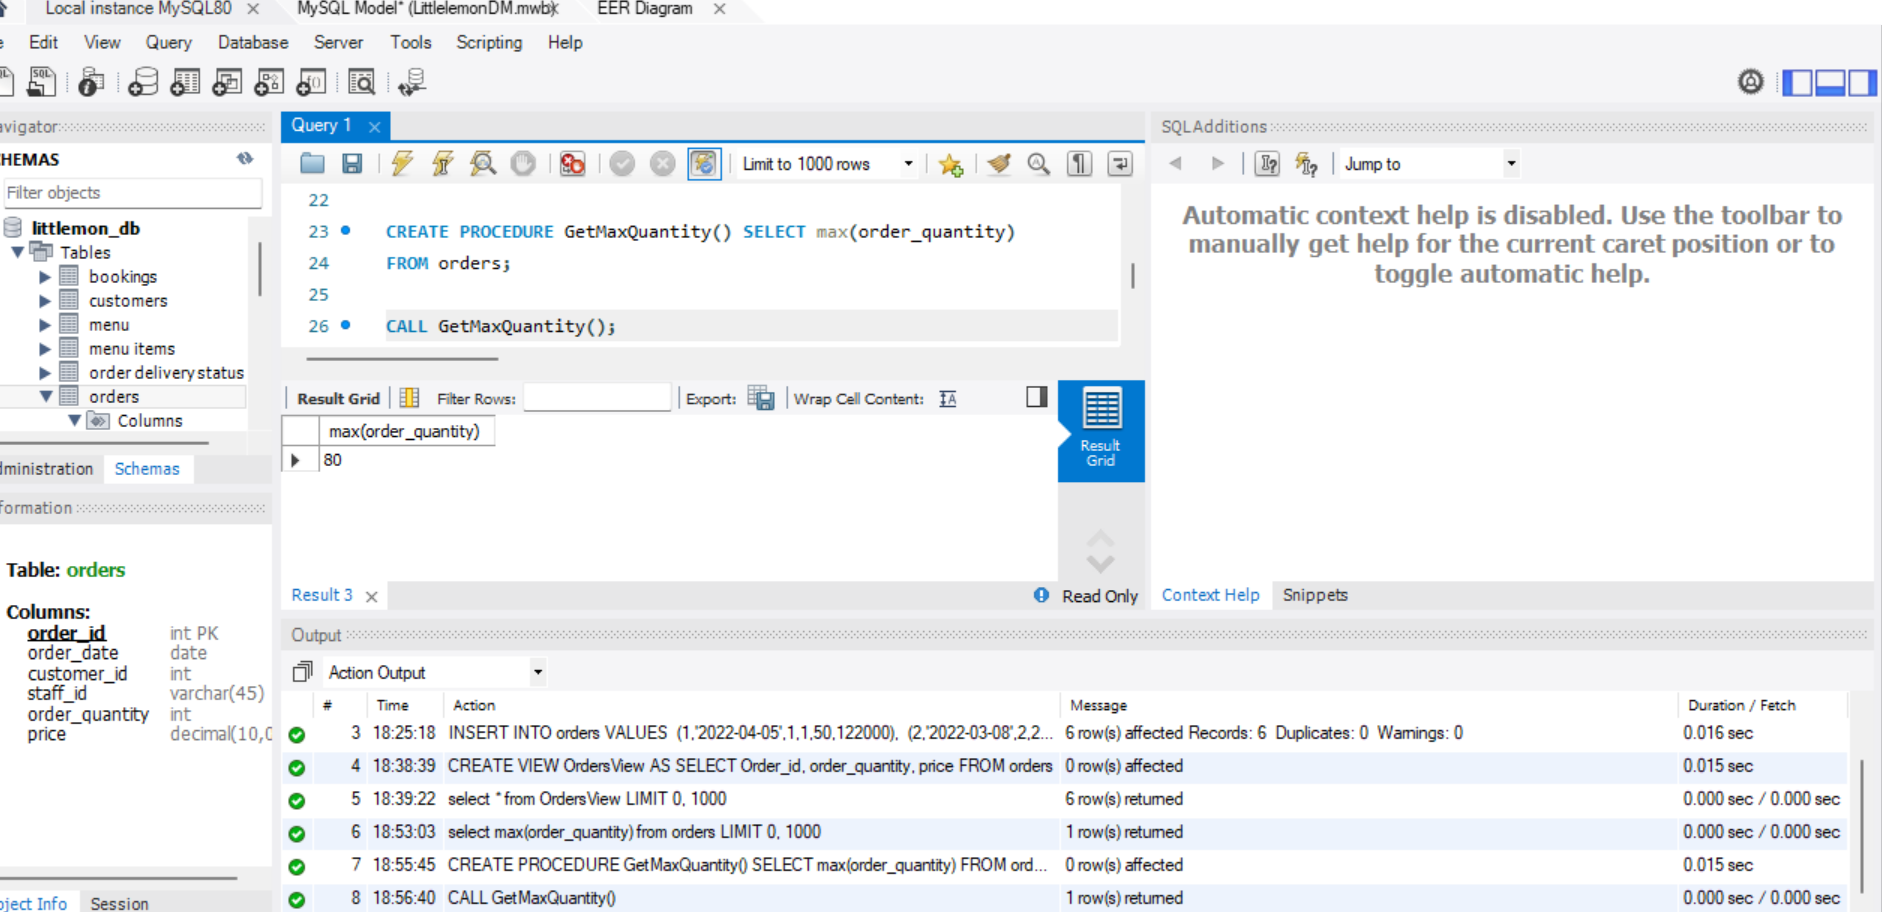 Local instance MySQL80
MySQL Model* (LittlelemonDM.mwb)
EER Diagram
Edit View Query Database Server Tools Scripting Help
SCHEMAS
Filter objects
littlemon_db
Tables
bookings
customers
menu
menu items
order delivery status
orders
Columns
Administration Schemas
Information
Table: orders
Columns:
order_id int PK
order_date date
customer_id int
staff_id varchar(45)
order_quantity int
price decimal(10,0
Object Info Session
Query 1
Limit to 1000 rows
22
23 CREATE PROCEDURE GetMaxQuantity() SELECT max(order_quantity)
24 FROM orders;
25
26 CALL GetMaxQuantity();
Result Grid Filter Rows: Export: Wrap Cell Content:
max(order_quantity)
80
Result
Grid
Result 3 Read Only
SQLAdditions
Jump to
Automatic context help is disabled. Use the toolbar to
manually get help for the current caret position or to
toggle automatic help.
Context Help Snippets
Output
Action Output
# Time Action Message Duration / Fetch
3 18:25:18 INSERT INTO orders VALUES (1,'2022-04-05',1,1,50,122000), (2,'2022-03-08',2,2... 6 row(s) affected Records: 6 Duplicates: 0 Warnings: 0 0.016 sec
4 18:38:39 CREATE VIEW OrdersView AS SELECT Order_id, order_quantity, price FROM orders 0 row(s) affected 0.015 sec
5 18:39:22 select * from OrdersView LIMIT 0, 1000 6 row(s) returned 0.000 sec / 0.000 sec
6 18:53:03 select max(order_quantity) from orders LIMIT 0, 1000 1 row(s) returned 0.000 sec / 0.000 sec
7 18:55:45 CREATE PROCEDURE GetMaxQuantity() SELECT max(order_quantity) FROM ord... 0 row(s) affected 0.015 sec
8 18:56:40 CALL GetMaxQuantity() 1 row(s) returned 0.000 sec / 0.000 sec